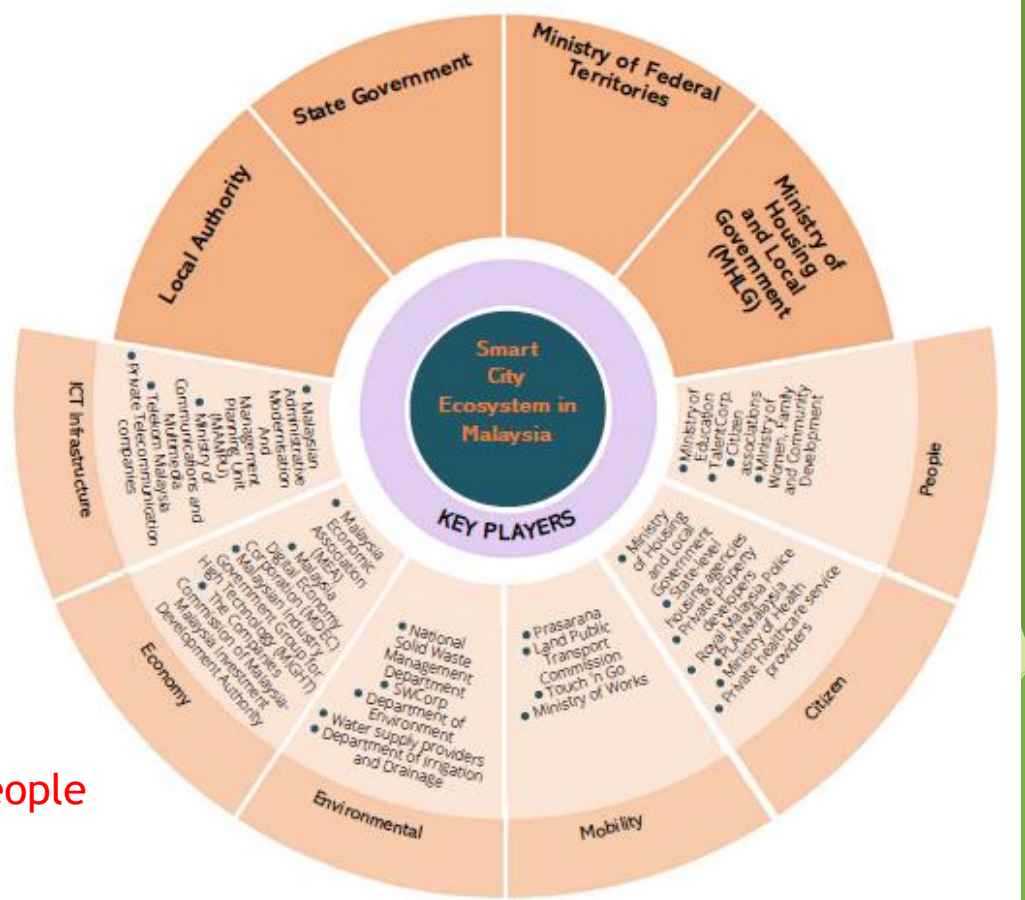 State Government
Ministry of Federal
Territories
Local Authority
Ministry of
Housing
and Local
Government
(MHLG)
Smart
City
Ecosystem in
Malaysia
KEY PLAYERS
ICT Infrastructure
• Malaysian
Administrative
Modernisation
And
Management
Planning Unit
(MAMPU)
• Ministry of
Communications and
Multimedia
• Telekom Malaysia
• Private Telecommunication
companies
Economy
• Malaysia
Economic
Association
(MEA)
• Malaysia
Digital Economy
Corporation (MDEC)
• Malaysian Industry-
Government Group for
High Technology (MIGHT)
• The Companies
Commission of Malaysia-
Malaysia Investment
Development Authority
Environmental
• National
Solid Waste
Management
Department
• SWCorp
• Department of
Environment
• Water supply providers
• Department of Irrigation
and Drainage
Mobility
• Prasarana
• Land Public
Transport
Commission
• Touch 'n Go
• Ministry of Works
Citizen
• Ministry
of Housing
and Local
Government
• State-level
housing agencies
• Private property
developers
• Royal Malaysia Police
• PLANMalaysia
• Ministry of Health
• Private healthcare service
providers
People
• Ministry of
Education
• TalentCorp
• Citizen
associations
• Ministry of
Women, Family
and Community
Development
eople